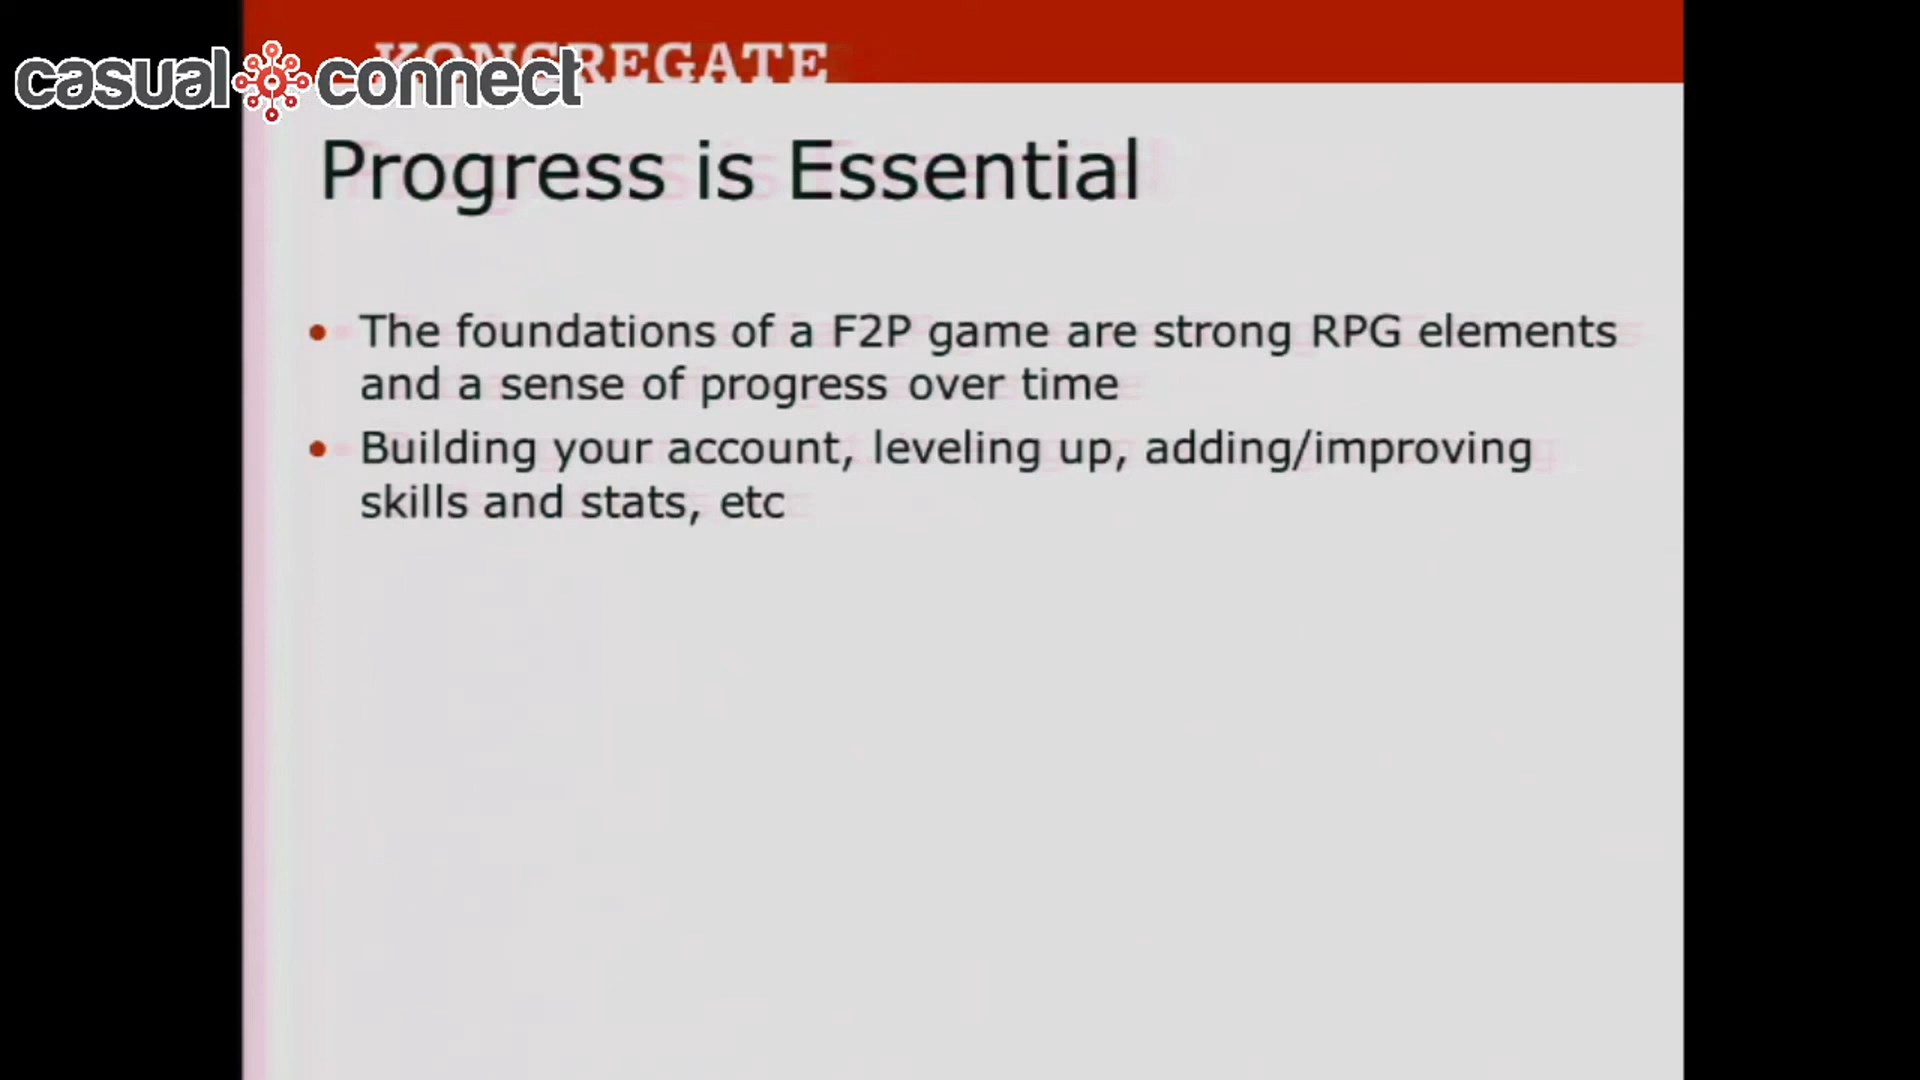 KONGREGATE
casual connect
Progress is Essential
• The foundations of a F2P game are strong RPG elements
and a sense of progress over time
• Building your account, leveling up, adding/improving
skills and stats, etc